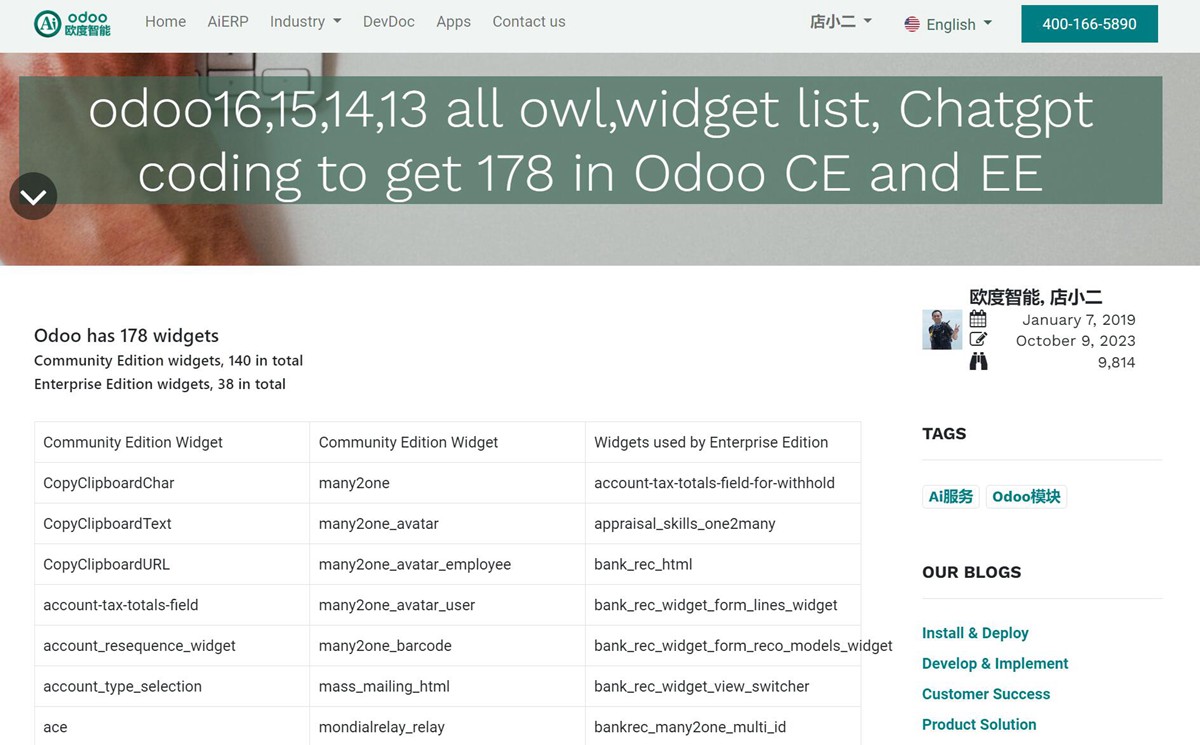 Ai odoo
欧度智能
Home AiERP Industry DevDoc Apps Contact us 店小二 English 400-166-5890
odoo16,15,14,13 all owl,widget list, Chatgpt
coding to get 178 in Odoo CE and EE
欧度智能, 店小二
January 7, 2019
October 9, 2023
9,814
Odoo has 178 widgets
Community Edition widgets, 140 in total
Enterprise Edition widgets, 38 in total
Community Edition Widget Community Edition Widget Widgets used by Enterprise Edition
CopyClipboardChar many2one account-tax-totals-field-for-withhold
CopyClipboardText many2one_avatar appraisal_skills_one2many
CopyClipboardURL many2one_avatar_employee bank_rec_html
account-tax-totals-field many2one_avatar_user bank_rec_widget_form_lines_widget
account_resequence_widget many2one_barcode bank_rec_widget_form_reco_models_widget
account_type_selection mass_mailing_html bank_rec_widget_view_switcher
ace mondialrelay_relay bankrec_many2one_multi_id
TAGS
Ai服务 Odoo模块
OUR BLOGS
Install & Deploy
Develop & Implement
Customer Success
Product Solution